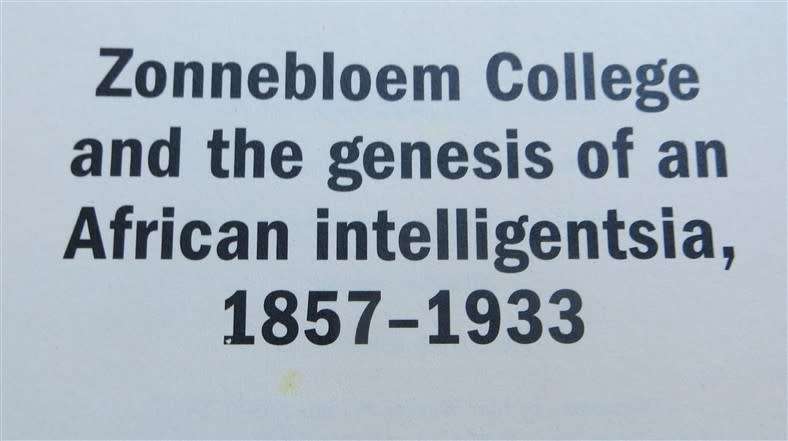 Zonnebloem College
and the genesis of an
African intelligentsia,
1857–1933